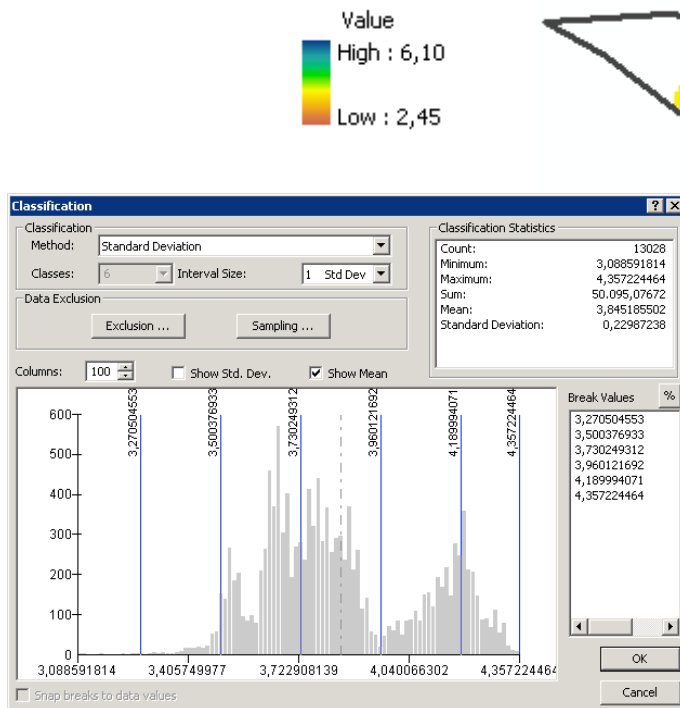 Value
High : 6,10
Low : 2,45
Classification
Classification
Method: Standard Deviation
Classes: 6 Interval Size: 1 Std Dev
Data Exclusion
Exclusion ...
Sampling ...
Classification Statistics
Count: 13028
Minimum: 3,088591814
Maximum: 4,357224464
Sum: 50.095,07672
Mean: 3,845185502
Standard Deviation: 0,22987238
Columns: 100 Show Std. Dev. Show Mean
Break Values %
3,270504553
3,500376933
3,730249312
3,960121692
4,189994071
4,357224464
600
500
400
300
200
100
0
3,270504553
3,500376933
3,730249312
3,960121692
4,189994071
4,357224464
3,088591814 3,405749977 3,722908139 4,040066302 4,357224464
Snap breaks to data values
OK
Cancel